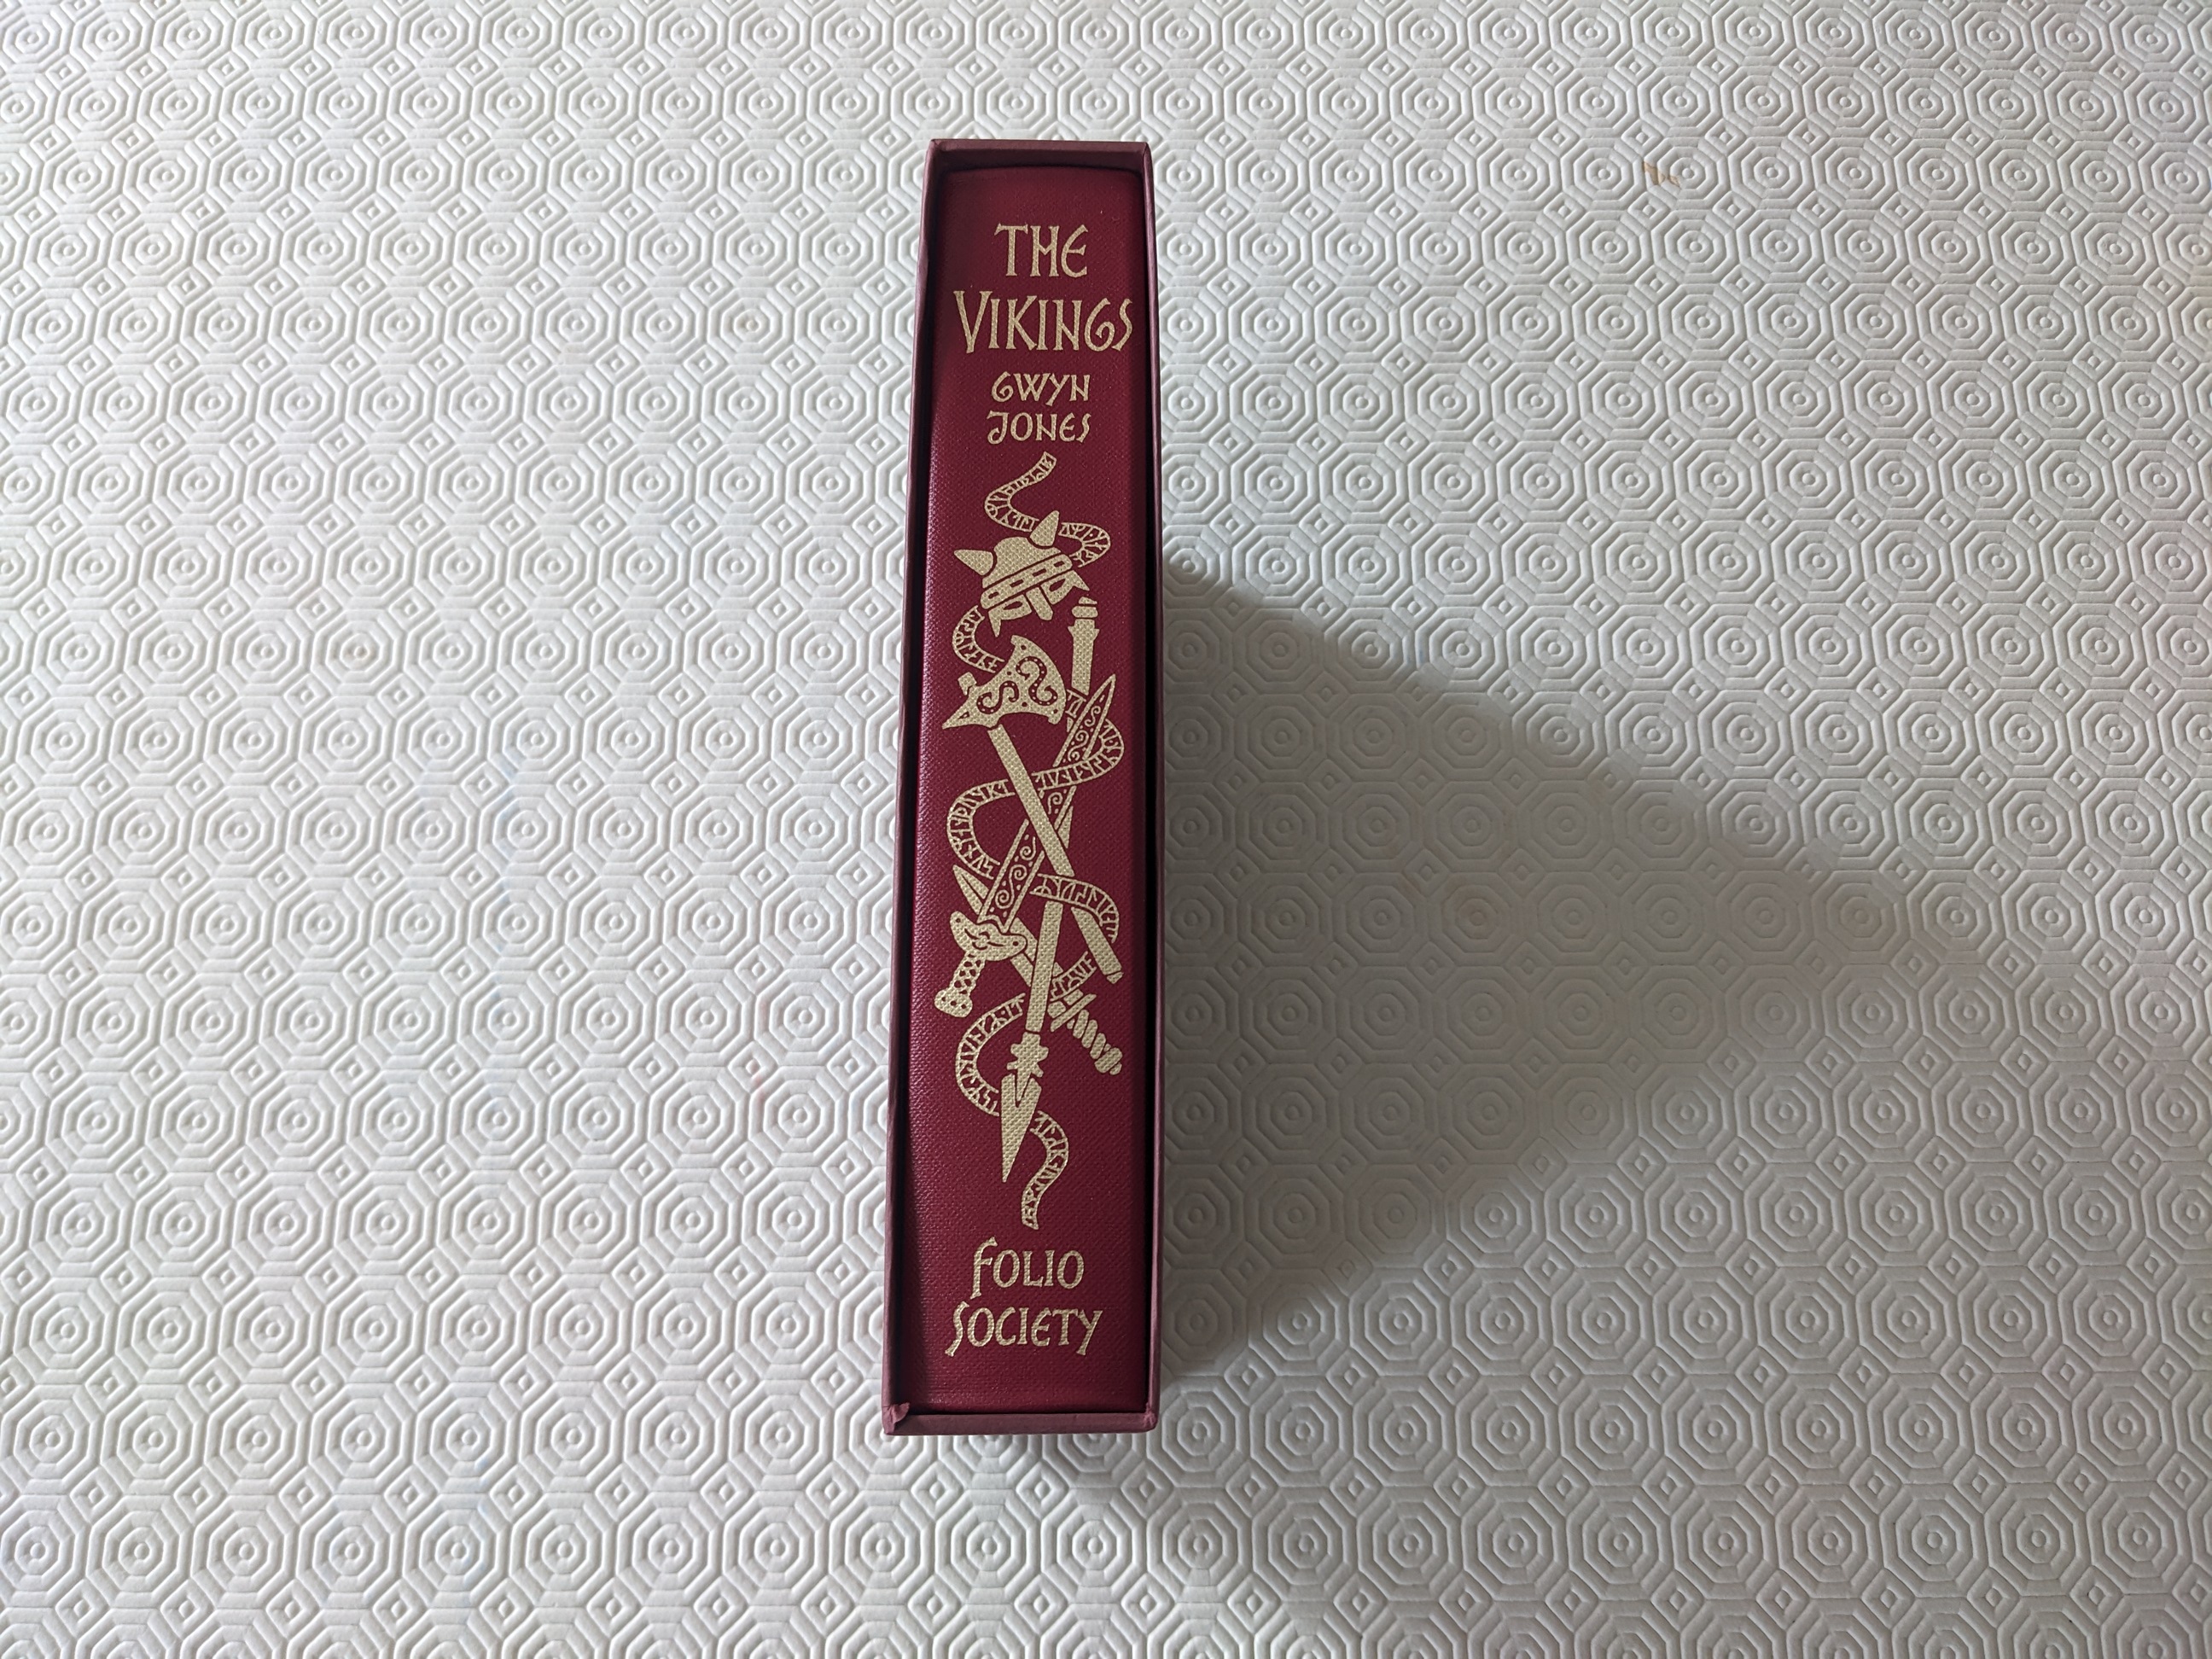 THE
VIKINGS
GWYN
JONES
FOLIO
SOCIETY